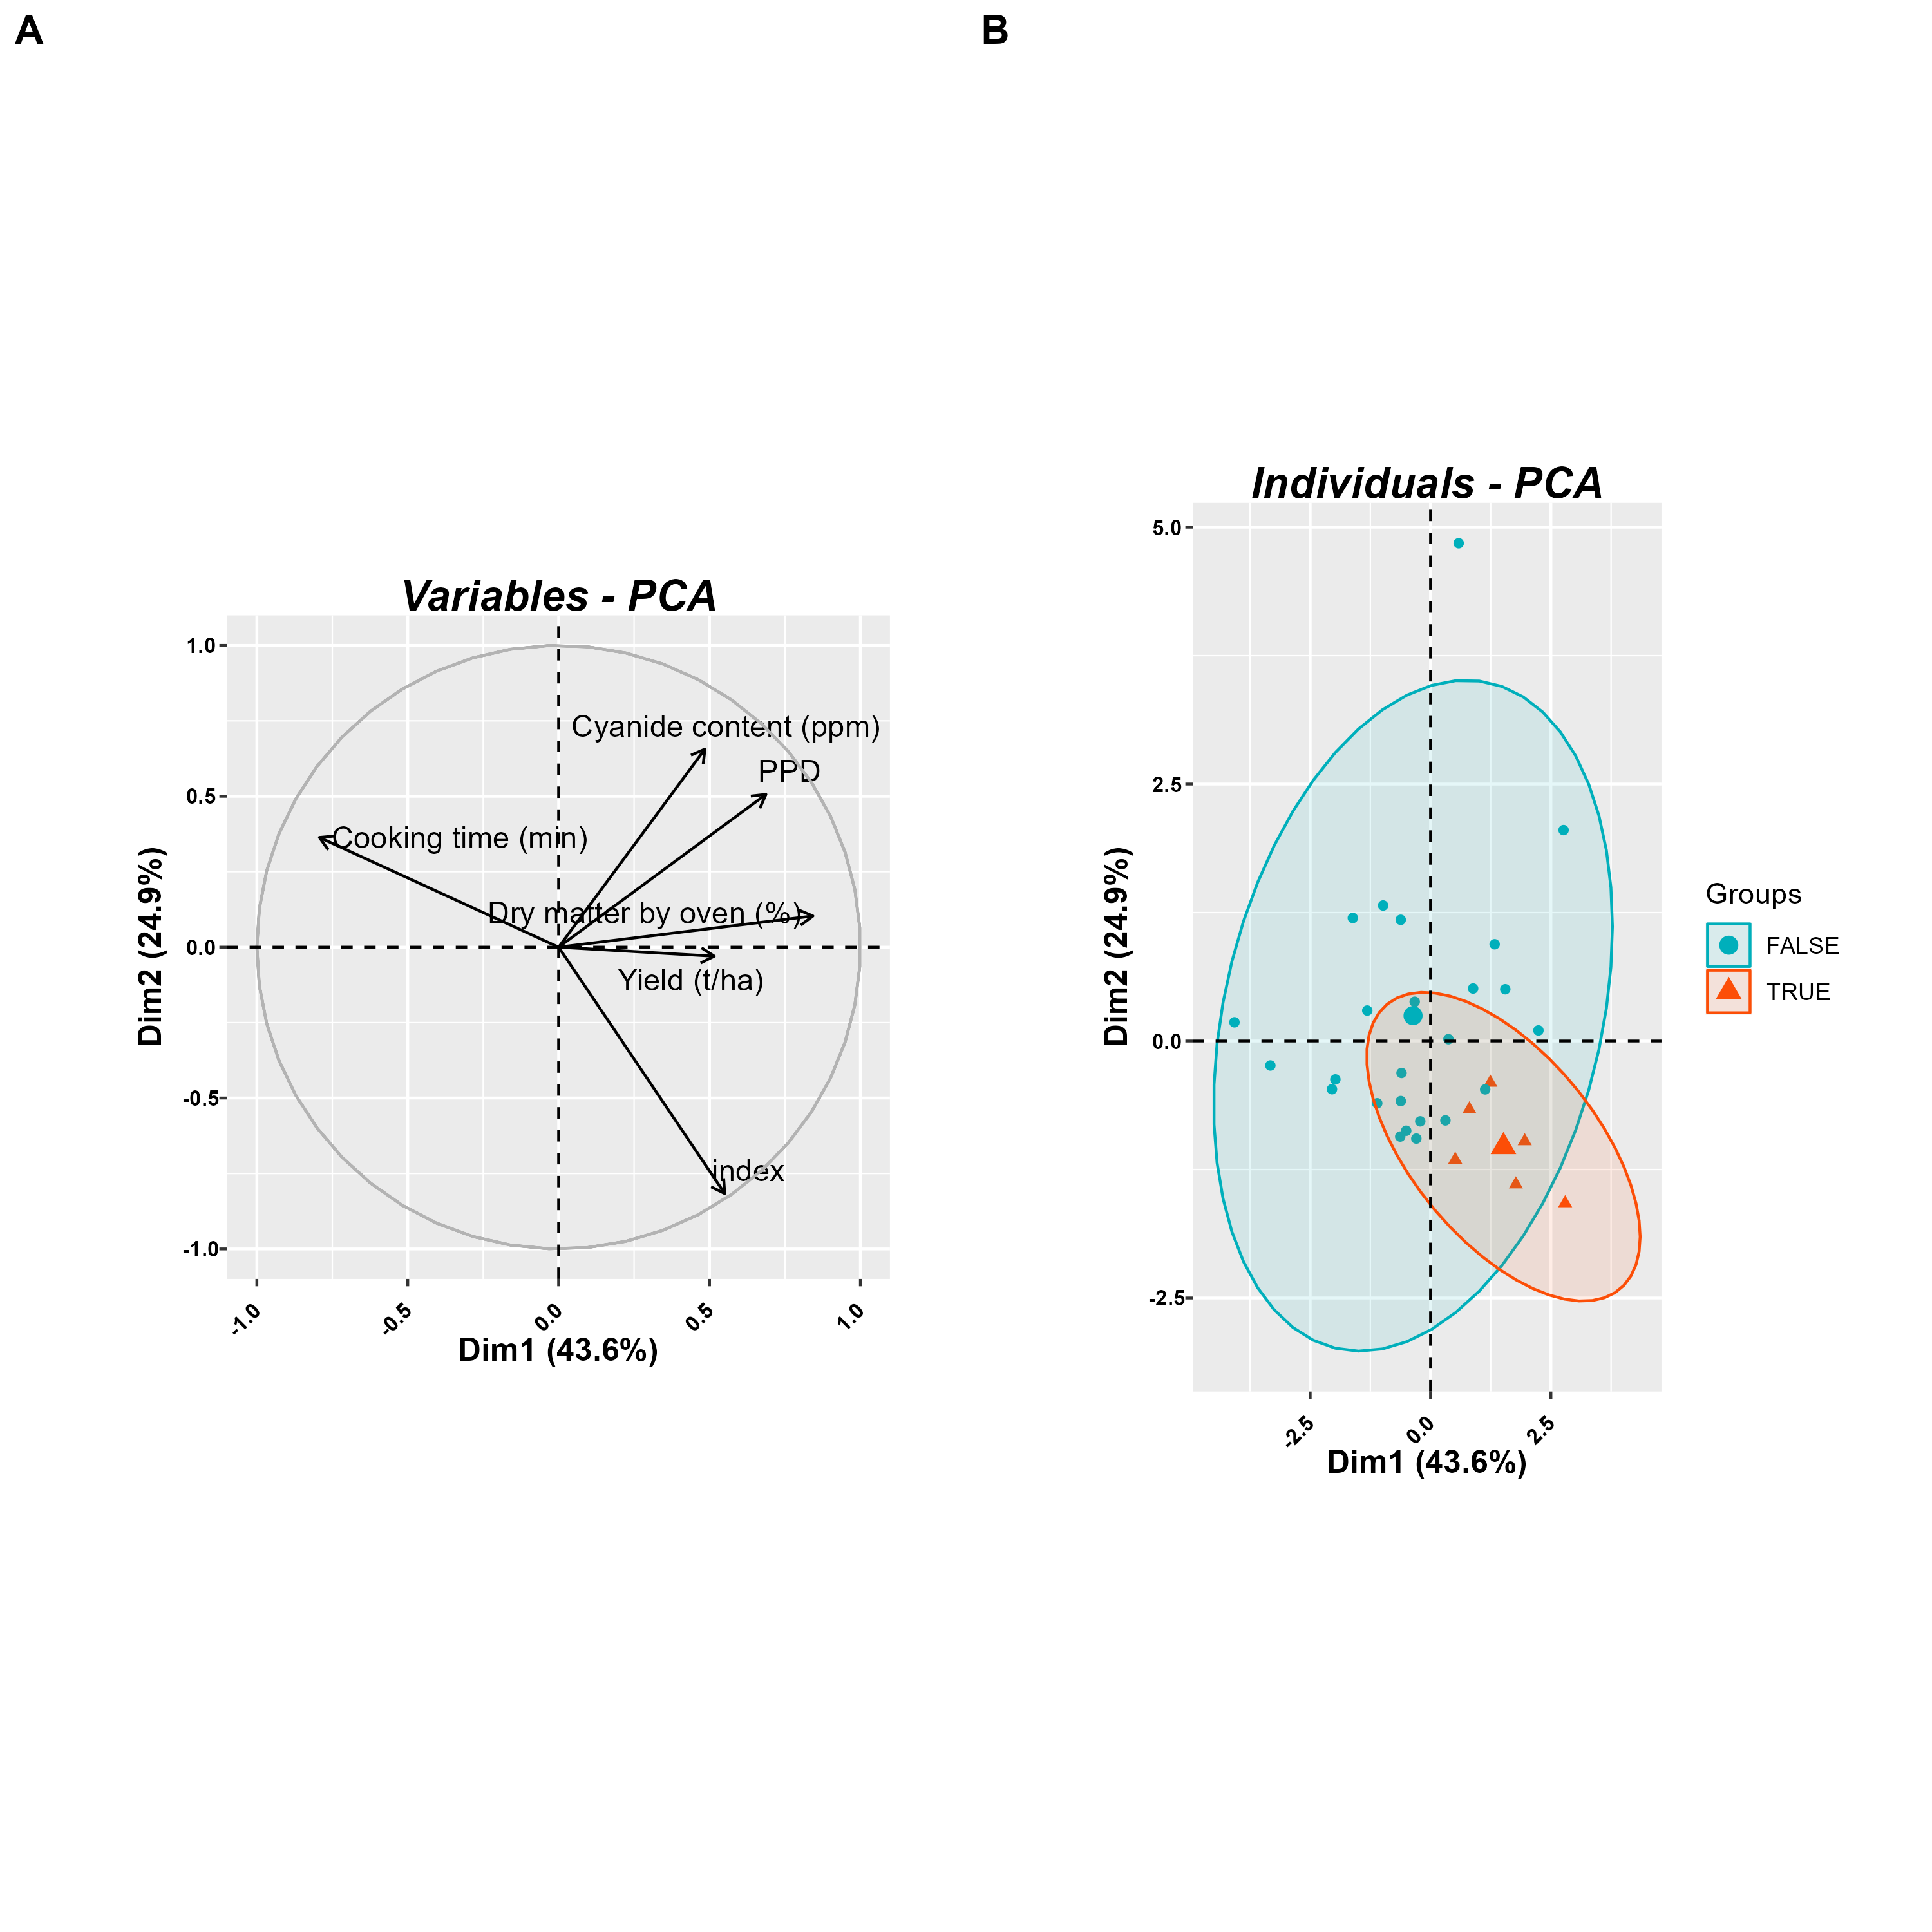 A
B
Variables - PCA
1.0
0.5
0.0
-0.5
-1.0
Dim2 (24.9%)
Cyanide content (ppm)
PPD
Cooking time (min)
Dry matter by oven (%)
Yield (t/ha)
index
-1.0
-0.5
0.0
0.5
1.0
Dim1 (43.6%)
Individuals - PCA
5.0
2.5
0.0
-2.5
Dim2 (24.9%)
-2.5
0.0
2.5
Dim1 (43.6%)
Groups
FALSE
TRUE